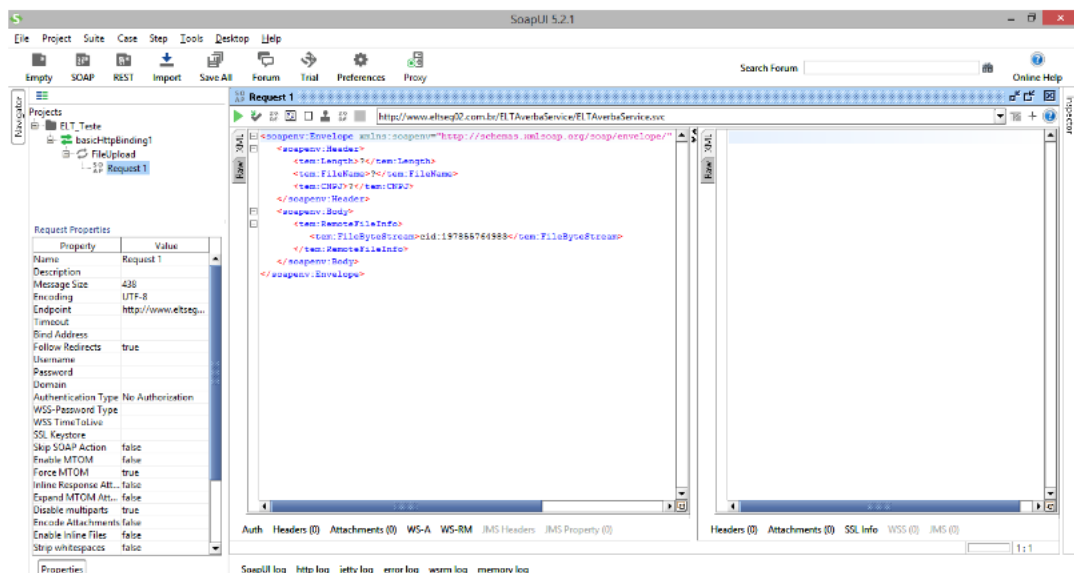 SoapUI 5.2.1
File Project Suite Case Step Tools Desktop Help
Empty SOAP REST Import Save All Forum Trial Preferences Proxy
Search Forum
Online Help
Navigator
Projects
ELT_Teste
basicHttpBinding1
FileUpload
Request 1
Request Properties
Property Value
Name Request 1
Description
Message Size 438
Encoding UTF-8
Endpoint http://www.eltseg...
Timeout
Bind Address
Follow Redirects true
Username
Password
Domain
Authentication Type No Authorization
WSS-Password Type
WSS TimeToLive
SSL Keystore
Skip SOAP Action false
Enable MTOM false
Force MTOM true
Inline Response Att... false
Expand MTOM Att... false
Disable multiparts true
Encode Attachments false
Enable Inline Files false
Strip whitespaces false
Properties
Request 1
http://www.eltseg02.com.br/ELTAverbaService/ELTAverbaService.svc
XML
Raw
<soapenv:Envelope xmlns:soapenv="http://schemas.xmlsoap.org/soap/envelope/"
<soapenv:Header>
<tem:Length>?</tem:Length>
<tem:FileName>?</tem:FileName>
<tem:CNPJ>?</tem:CNPJ>
</soapenv:Header>
<soapenv:Body>
<tem:RemoteFileInfo>
<tem:FileByteStream>cid:197866764988</tem:FileByteStream>
</tem:RemoteFileInfo>
</soapenv:Body>
</soapenv:Envelope>
Auth Headers (0) Attachments (0) WS-A WS-RM JMS Headers JMS Property (0)
XML
Raw
Headers (0) Attachments (0) SSL Info WSS (0) JMS (0)
1 : 1
Inspector
SoapUI log http log jetty log error log wsrm log memory log